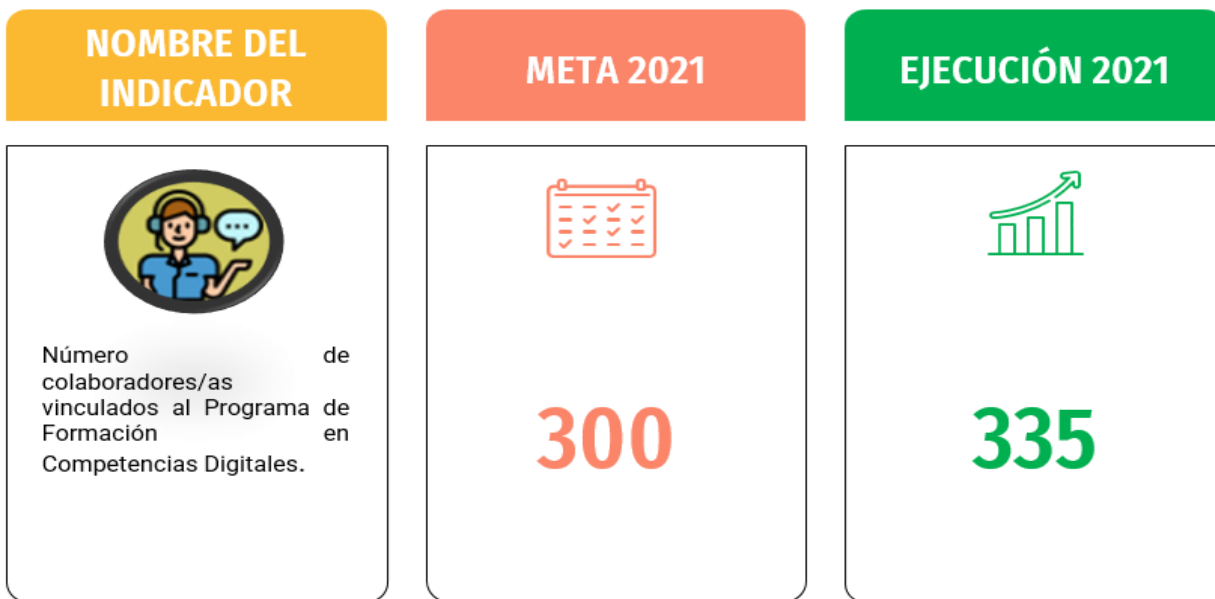 NOMBRE DEL
INDICADOR
META 2021
EJECUCIÓN 2021
Número de
colaboradores/as
vinculados al Programa de
Formación en
Competencias Digitales.
300
335